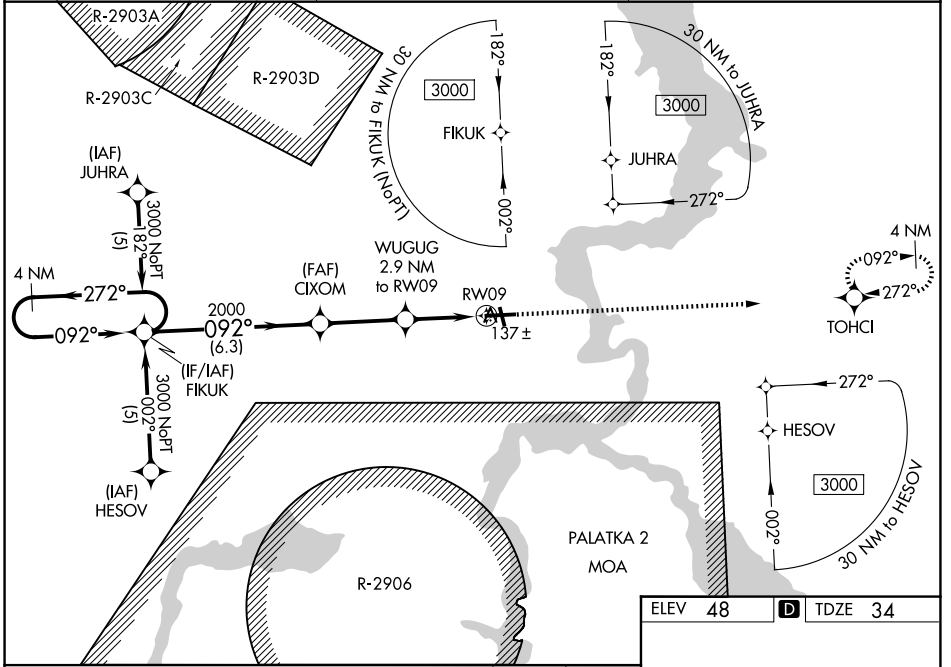 R-2903A
R-2903C
R-2903D
30 NM to FIKUK (NoPT)
182°
3000
FIKUK
002°
182°
30 NM to JUHRA
3000
JUHRA
272°
(IAF)
JUHRA
3000 NoPT
182°
(5)
4 NM
272°
092°
2000
092°
(6.3)
(IF/IAF)
FIKUK
(FAF)
CIXOM
WUGUG
2.9 NM
to RW09
RW09
137±
4 NM
092°
272°
TOHCI
3000 NoPT
002°
(5)
(IAF)
HESOV
272°
HESOV
3000
002°
30 NM to HESOV
PALATKA 2
MOA
R-2906
ELEV 48
D
TDZE 34